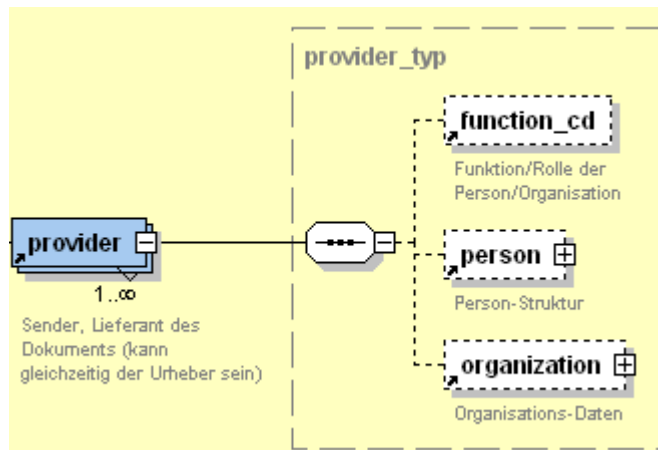 provider_typ
function_cd
Funktion/Rolle der
Person/Organisation
provider
1..∞
Sender, Lieferant des
Dokuments (kann
gleichzeitig der Urheber sein)
person
Person-Struktur
organization
Organisations-Daten